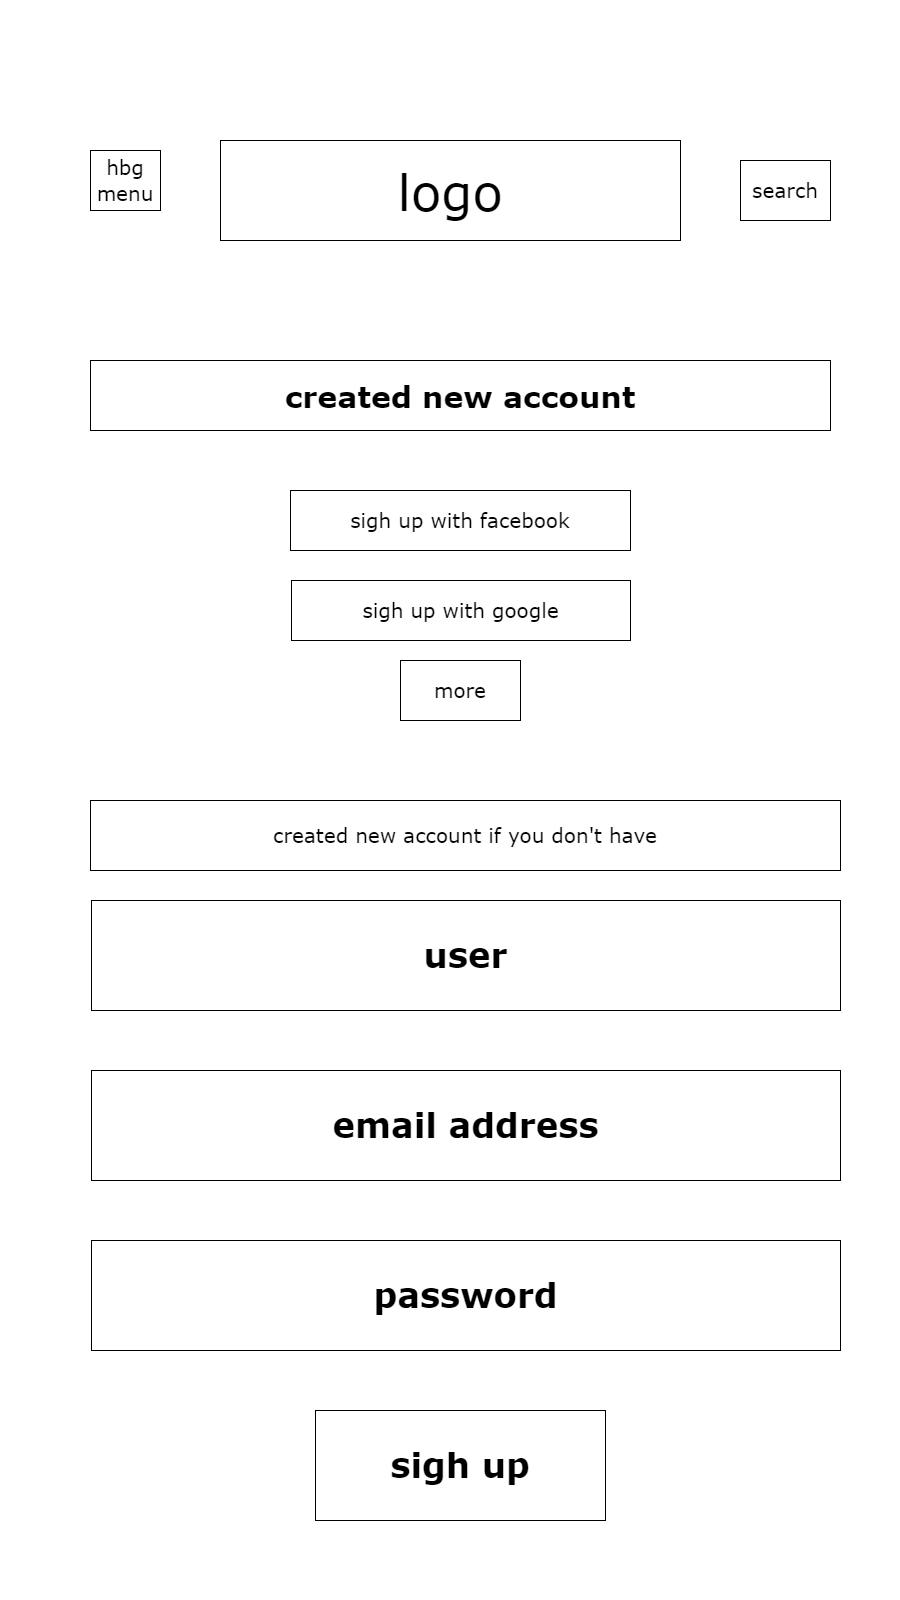 hbg
menu
logo
search
created new account
sigh up with facebook
sigh up with google
more
created new account if you don't have
user
email address
password
sigh up